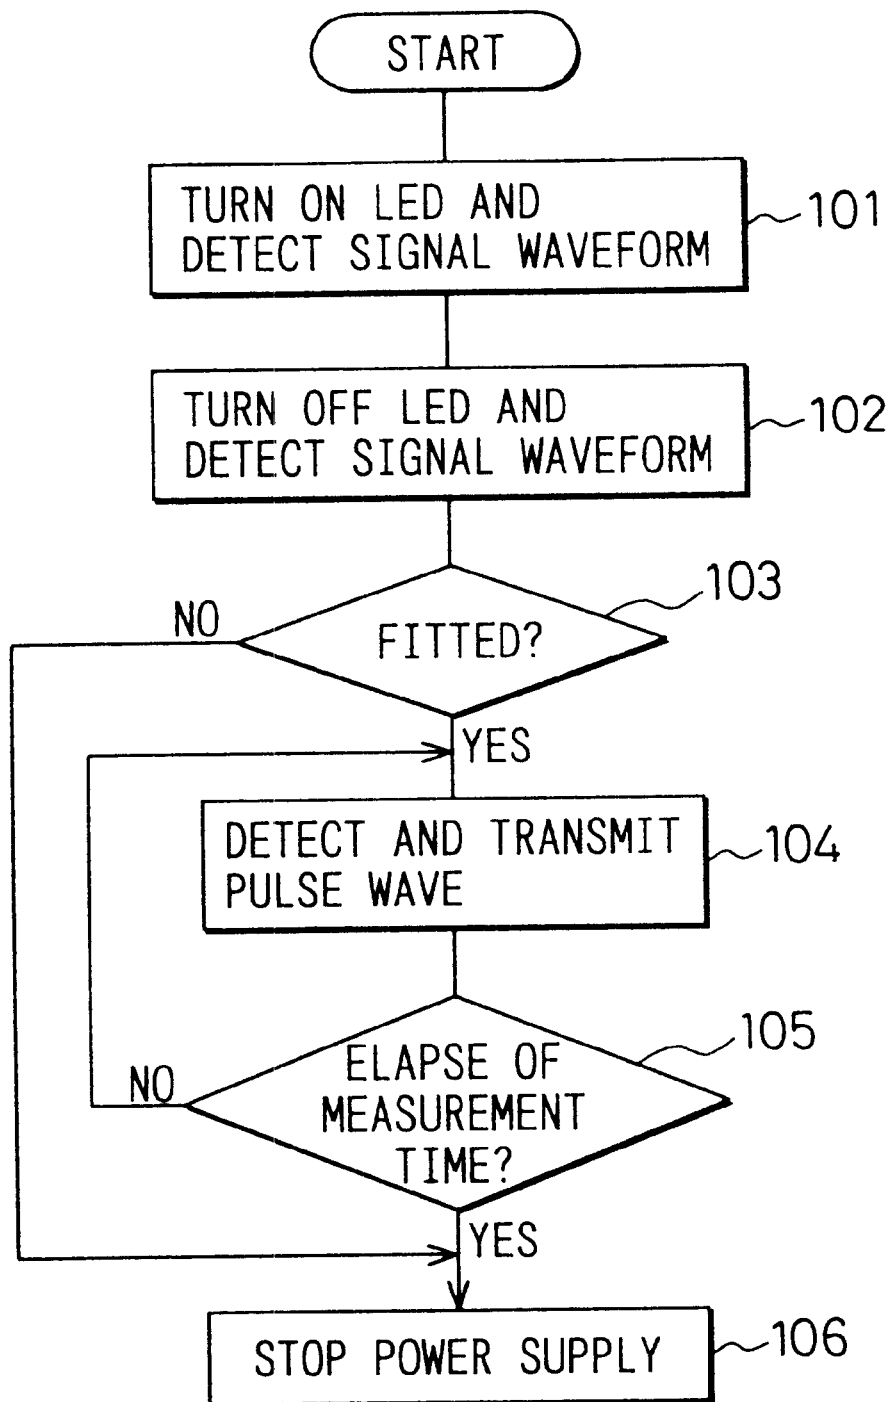 START
TURN ON LED AND
DETECT SIGNAL WAVEFORM
101
TURN OFF LED AND
DETECT SIGNAL WAVEFORM
102
103
NO
FITTED?
YES
DETECT AND TRANSMIT
PULSE WAVE
104
105
NO
ELAPSE OF
MEASUREMENT
TIME?
YES
STOP POWER SUPPLY
106